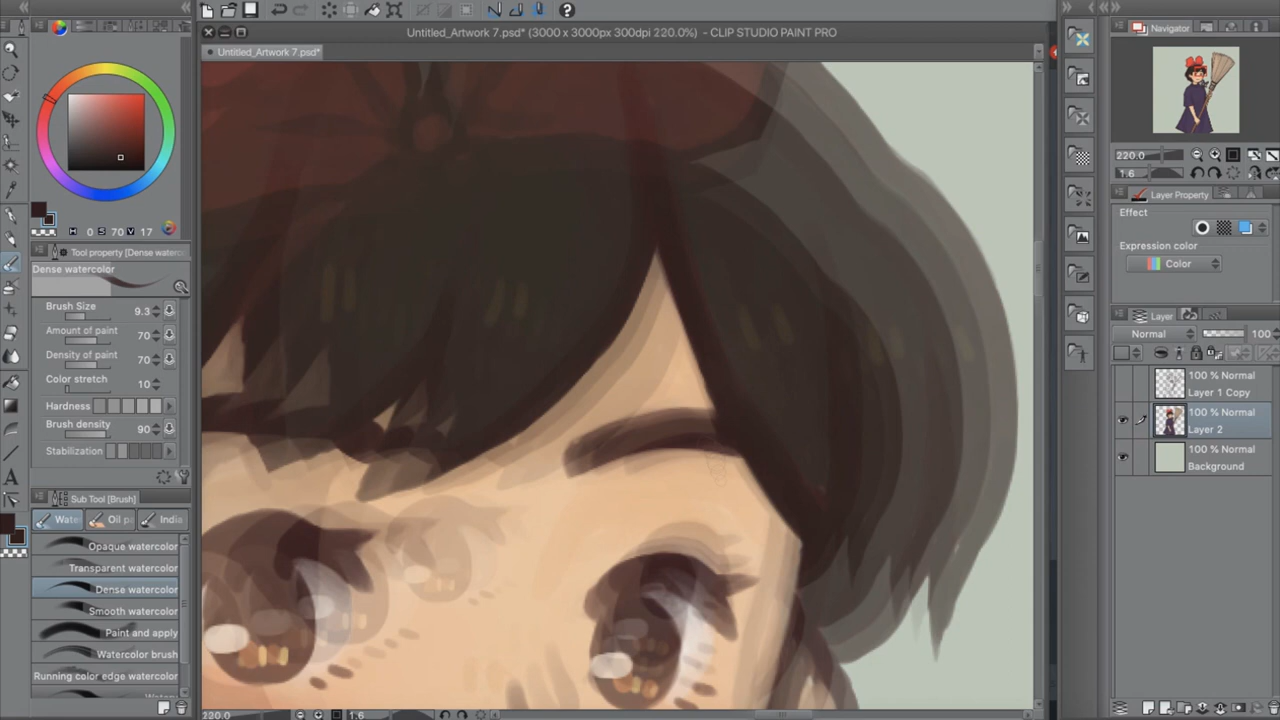 Untitled_Artwork 7.psd* (3000 x 3000px 300dpi 220.0%) - CLIP STUDIO PAINT PRO
Untitled_Artwork 7.psd*
H 0 S 70 V 17
Tool property [Dense waterco
Dense watercolor
Brush Size 9.3
Amount of paint 70
Density of paint 70
Color stretch 10
Hardness
Brush density 90
Stabilization
Sub Tool [Brush]
Wate Oil p India
Opaque watercolor
Transparent watercolor
Dense watercolor
Smooth watercolor
Paint and apply
Watercolor brush
Running color edge watercolor
220.0 1.6
Navigator
220.0
1.6
Layer Property
Effect
Expression color
Color
Layer
Normal 100
100 % Normal
Layer 1 Copy
100 % Normal
Layer 2
100 % Normal
Background